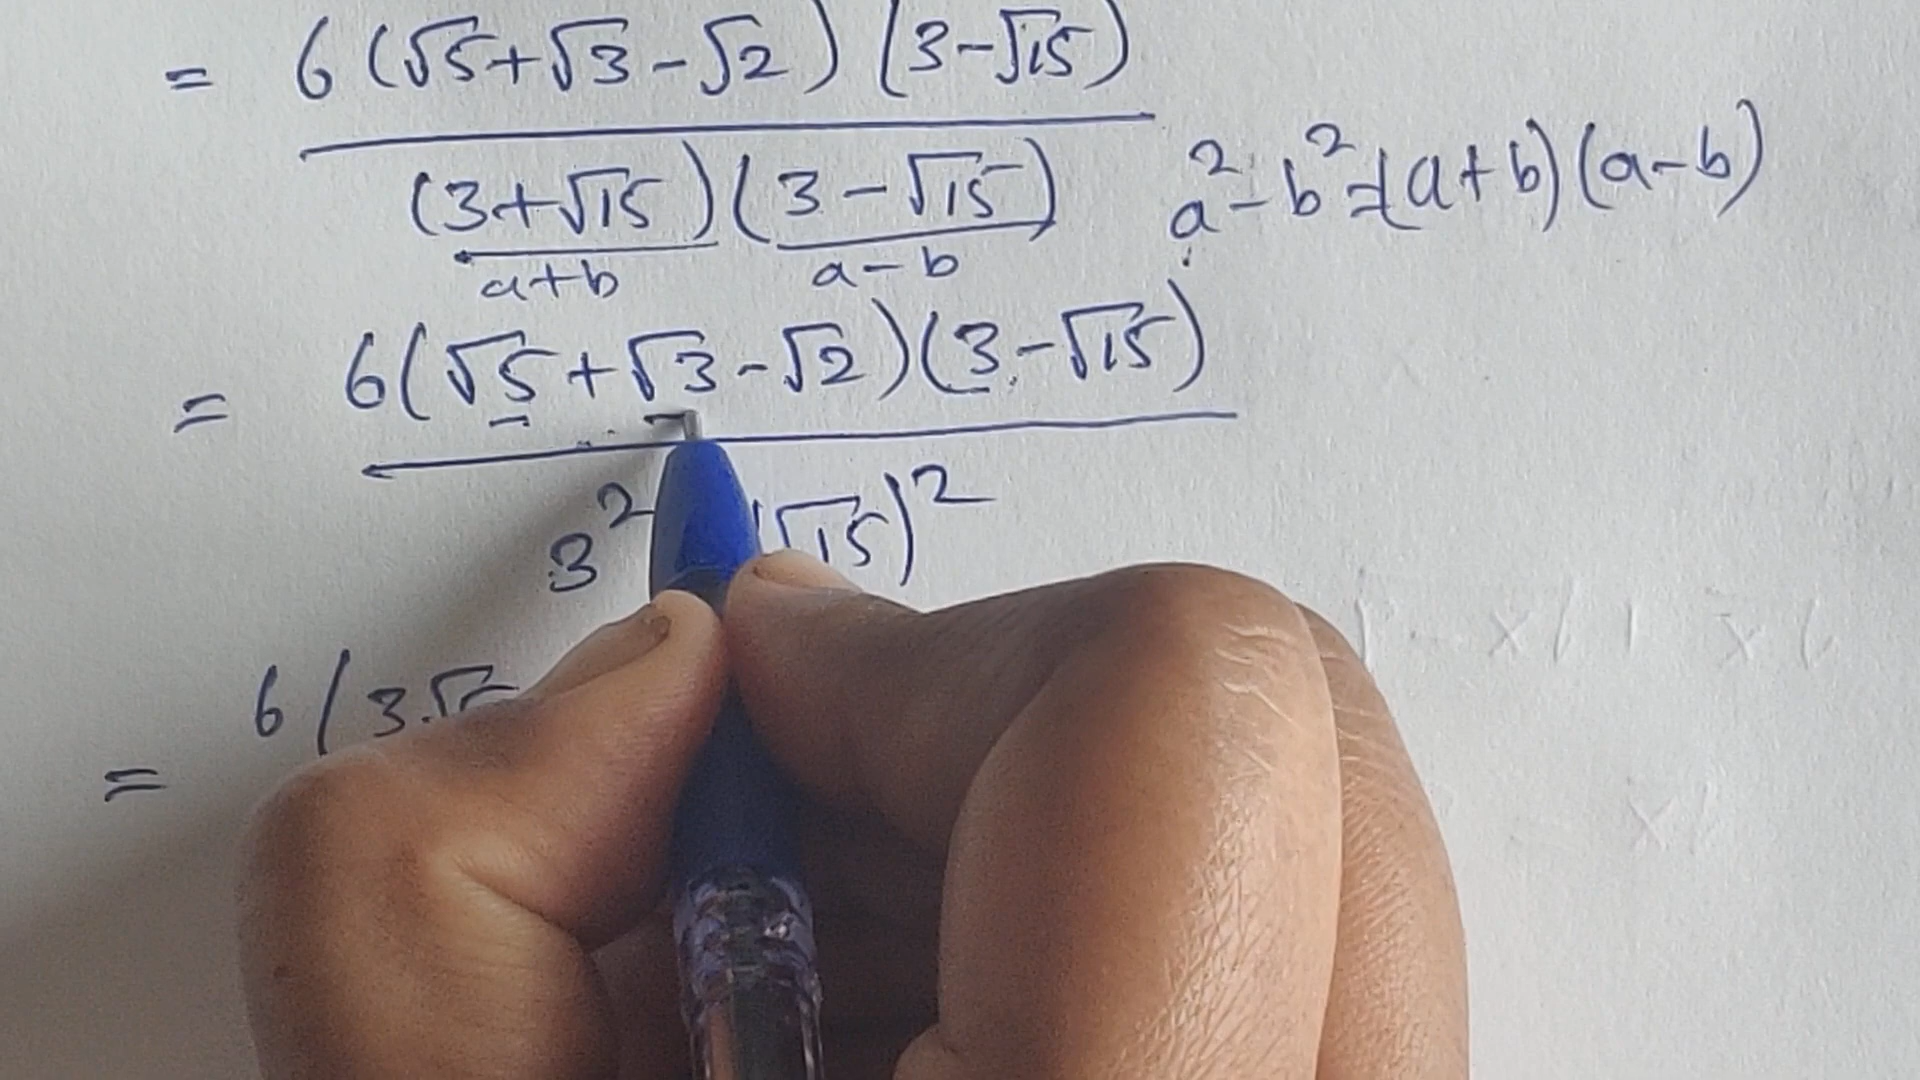 = 6(√5+√3-√2)(3-√15)
(3+√15)(3-√15) a²-b²=(a+b)(a-b)
a+b a-b
= 6(√5+√3-√2)(3-√15)
3² (√15)²
= 6(3√5